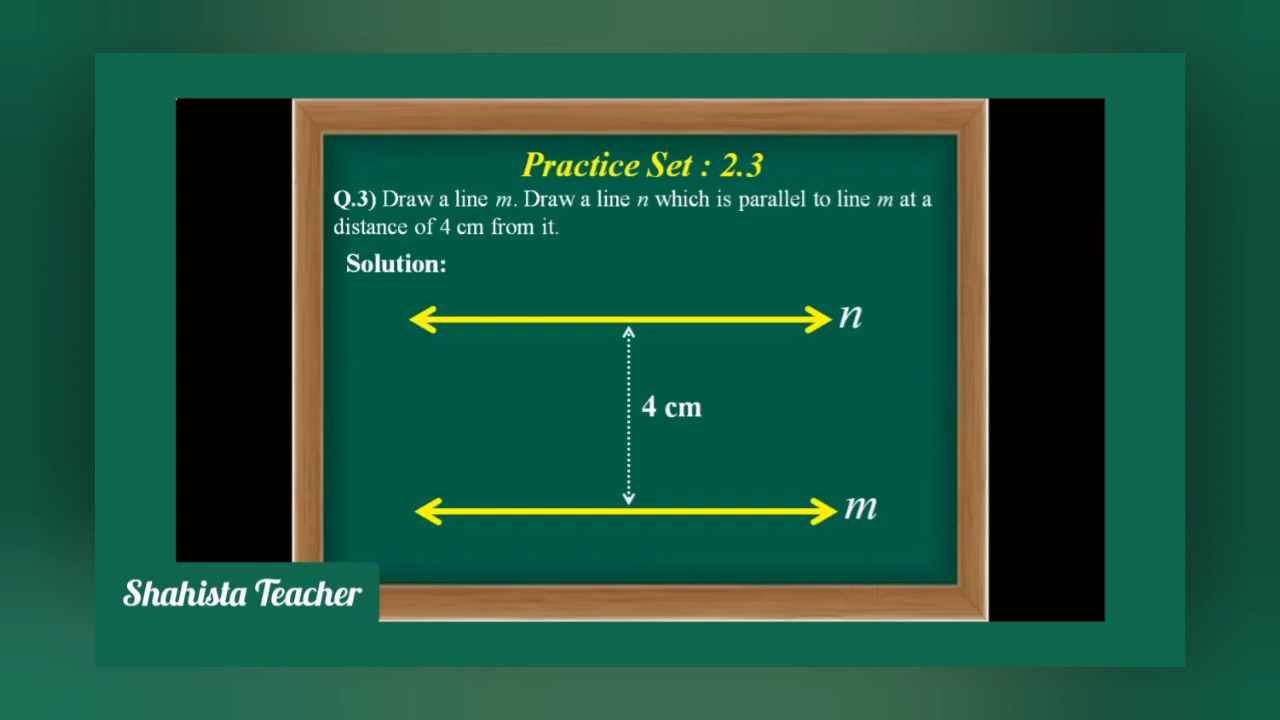 Practice Set : 2.3
Q.3) Draw a line m. Draw a line n which is parallel to line m at a
distance of 4 cm from it.
Solution:
n
4 cm
m
Shahista Teacher